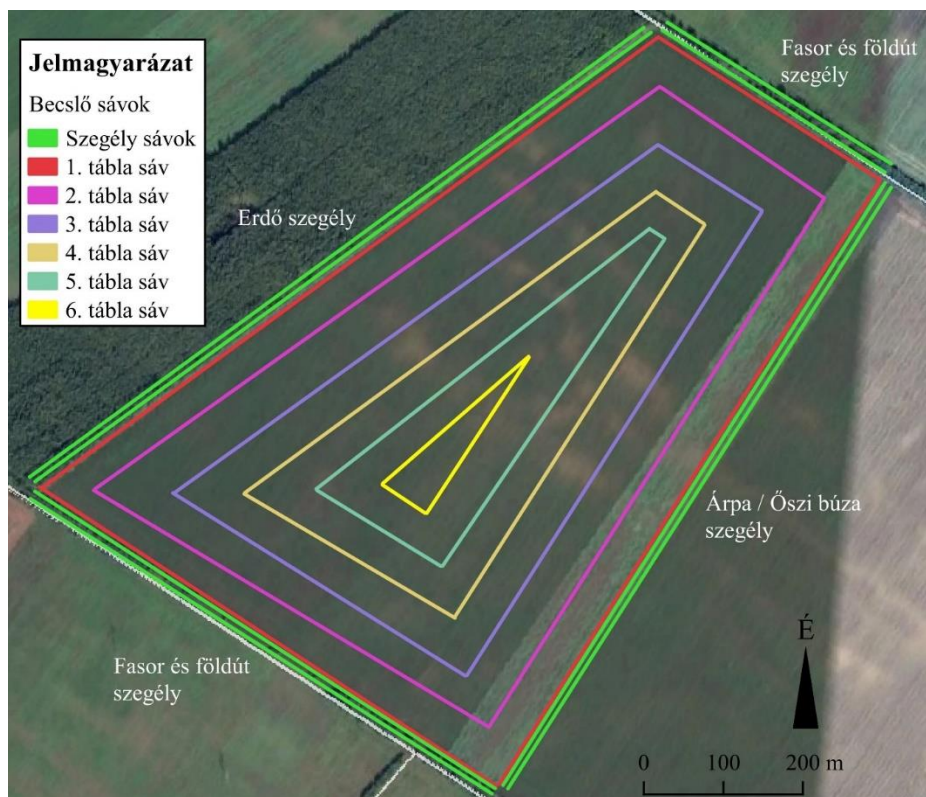 Jelmagyarázat
Becslő sávok
Szegély sávok
1. tábla sáv
2. tábla sáv
3. tábla sáv
4. tábla sáv
5. tábla sáv
6. tábla sáv
Fasor és földút
szegély
Erdő szegély
Árpa / Őszi búza
szegély
Fasor és földút
szegély
É
0 100 200 m